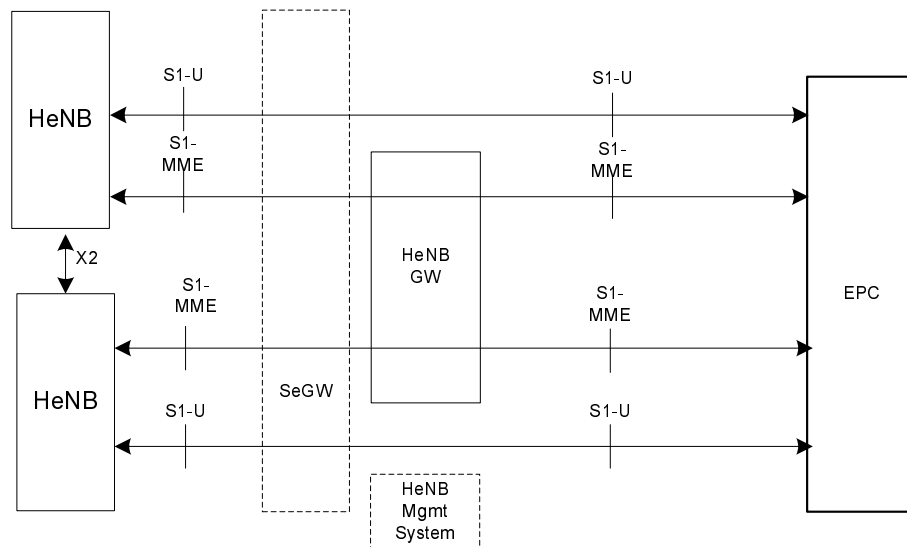 S1-U
S1-U
HeNB
S1-
MME
S1-
MME
HeNB
GW
X2
S1-
MME
S1-
MME
EPC
HeNB
SeGW
S1-U
S1-U
HeNB
Mgmt
System